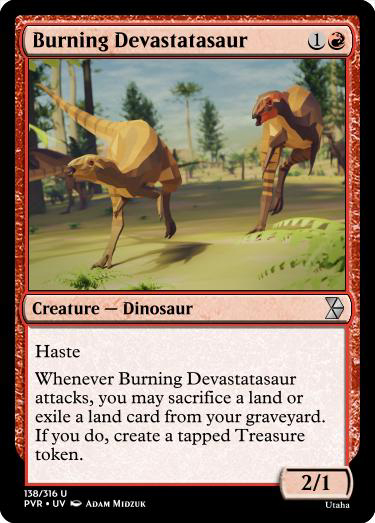 Burning Devastatasaur 1
Creature — Dinosaur
Haste
Whenever Burning Devastatasaur
attacks, you may sacrifice a land or
exile a land card from your graveyard.
If you do, create a tapped Treasure
token.
2/1
138/316 U
PVR • UV Adam Midzuk
Utaha